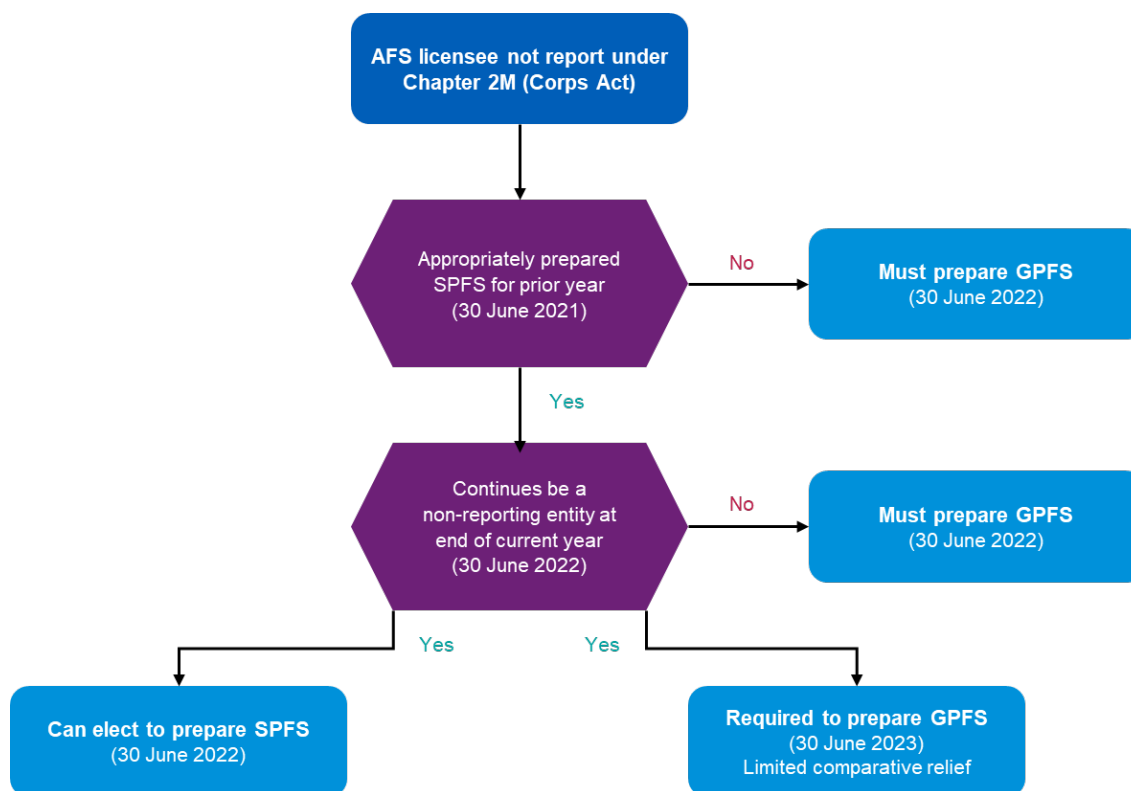 AFS licensee not report under
Chapter 2M (Corps Act)
Appropriately prepared
SPFS for prior year
(30 June 2021)
No
Must prepare GPFS
(30 June 2022)
Yes
Continues be a
non-reporting entity at
end of current year
(30 June 2022)
No
Must prepare GPFS
(30 June 2022)
Yes
Yes
Can elect to prepare SPFS
(30 June 2022)
Required to prepare GPFS
(30 June 2023)
Limited comparative relief